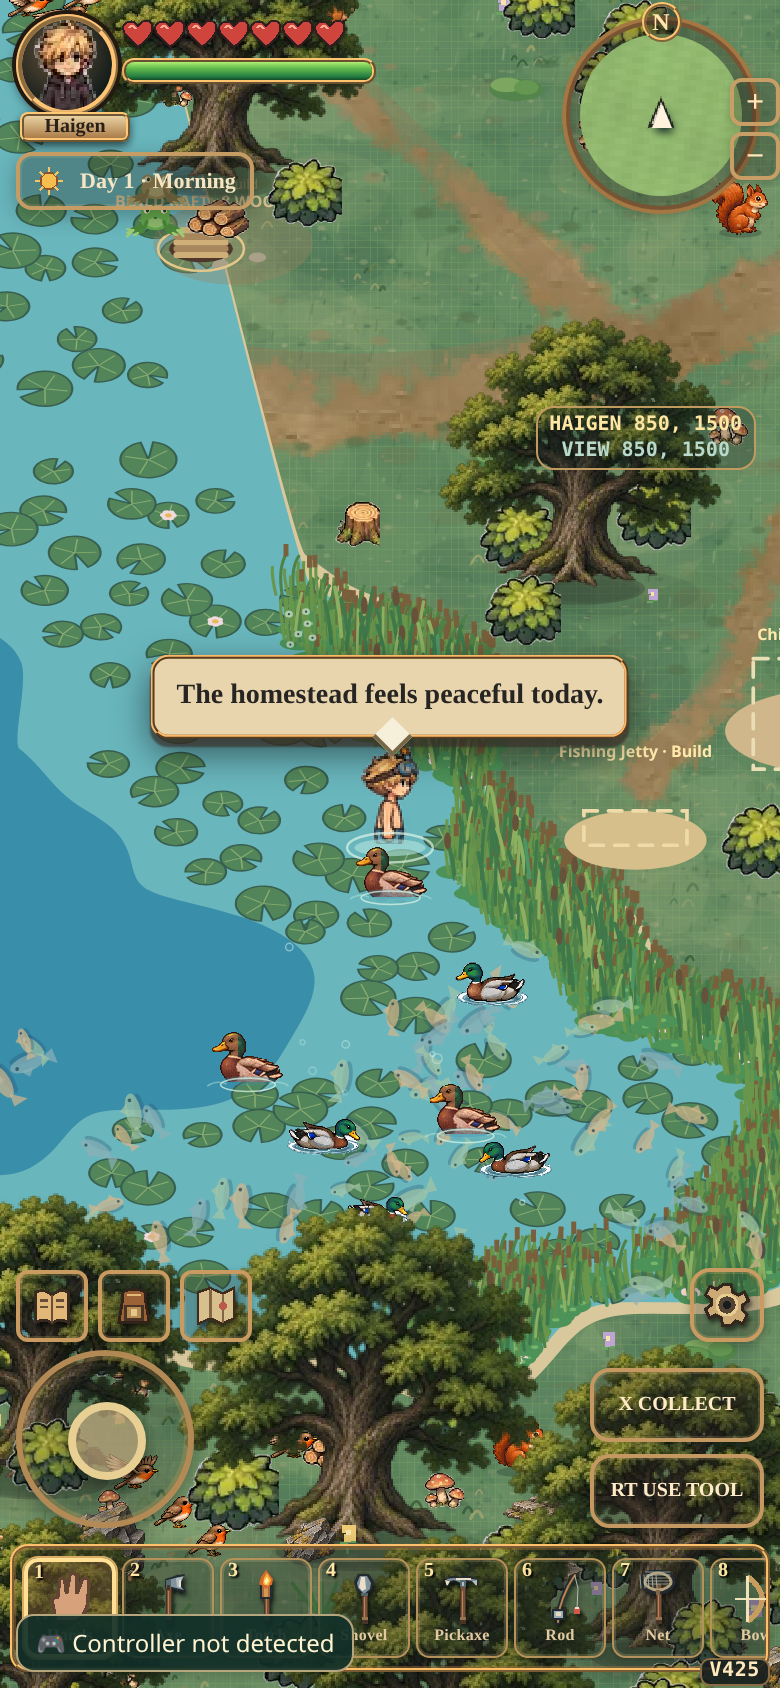 Haigen
N
+
−
Day 1 · Morning
HAIGEN 850, 1500
VIEW 850, 1500
The homestead feels peaceful today.
Fishing Jetty · Build
X COLLECT
RT USE TOOL
1
2
3
4
5
6
7
8
Pickaxe
Rod
Net
🎮 Controller not detected
V425